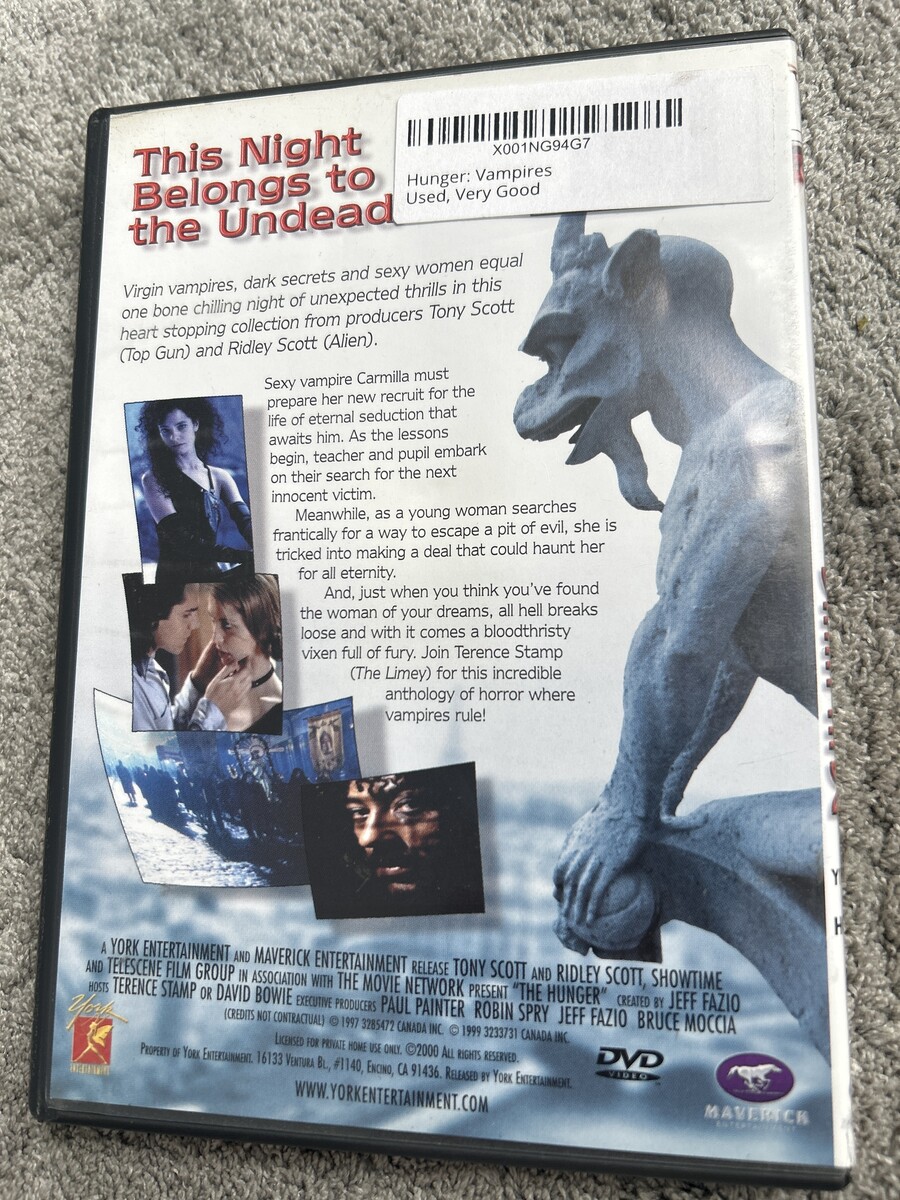 X001NG94G7
Hunger: Vampires
Used, Very Good
This Night
Belongs to
the Undead
Virgin vampires, dark secrets and sexy women equal
one bone chilling night of unexpected thrills in this
heart stopping collection from producers Tony Scott
(Top Gun) and Ridley Scott (Alien).
Sexy vampire Carmilla must
prepare her new recruit for the
life of eternal seduction that
awaits him. As the lessons
begin, teacher and pupil embark
on their search for the next
innocent victim.
Meanwhile, as a young woman searches
frantically for a way to escape a pit of evil, she is
tricked into making a deal that could haunt her
for all eternity.
And, just when you think you've found
the woman of your dreams, all hell breaks
loose and with it comes a bloodthristy
vixen full of fury. Join Terence Stamp
(The Limey) for this incredible
anthology of horror where
vampires rule!
A YORK ENTERTAINMENT AND MAVERICK ENTERTAINMENT RELEASE TONY SCOTT AND RIDLEY SCOTT, SHOWTIME
AND TELESCENE FILM GROUP IN ASSOCIATION WITH THE MOVIE NETWORK PRESENT "THE HUNGER" CREATED BY JEFF FAZIO
HOSTS TERENCE STAMP OR DAVID BOWIE EXECUTIVE PRODUCERS PAUL PAINTER ROBIN SPRY JEFF FAZIO BRUCE MOCCIA
(CREDITS NOT CONTRACTUAL) © 1997 3285472 CANADA INC. © 1999 3233731 CANADA INC.
LICENSED FOR PRIVATE HOME USE ONLY. ©2000 ALL RIGHTS RESERVED.
PROPERTY OF YORK ENTERTAINMENT. 16133 VENTURA BL., #1140, ENCINO, CA 91436. RELEASED BY YORK ENTERTAINMENT.
WWW.YORKENTERTAINMENT.COM
York
ENTERTAINMENT
DVD
VIDEO
MAVERICK
ENTERTAINMENT